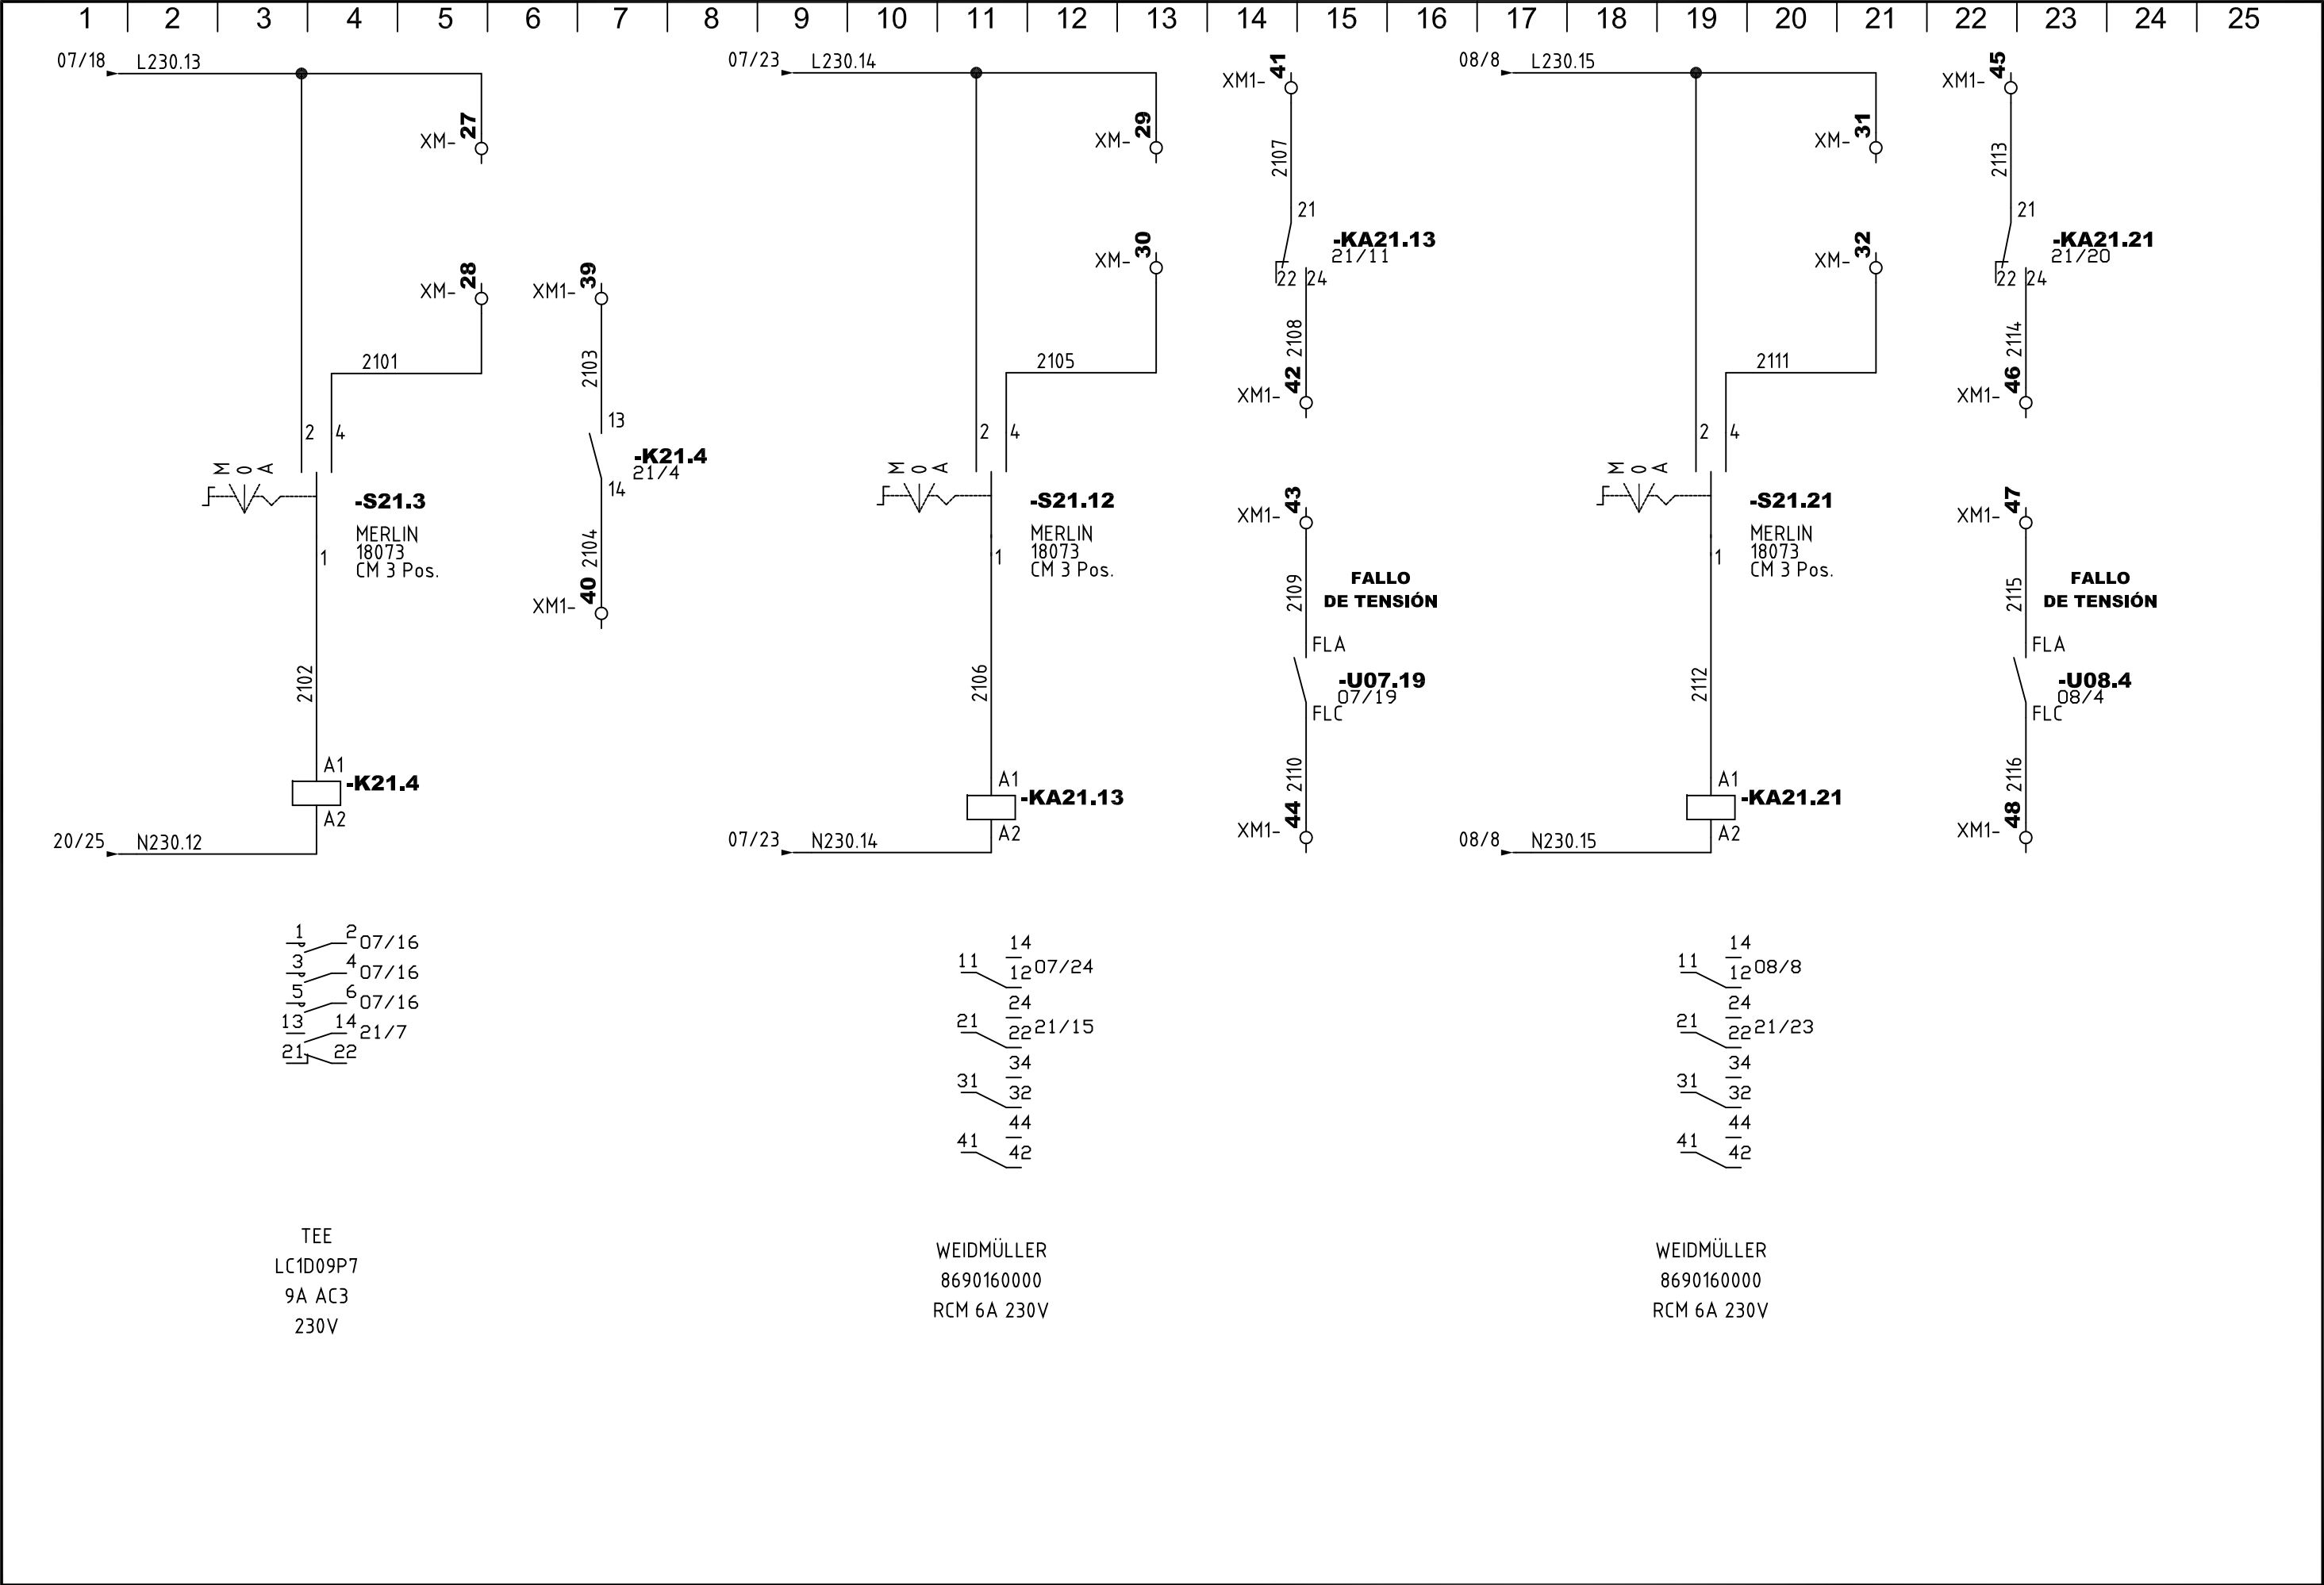 1 2 3 4 5 6 7 8 9 10 11 12 13 14 15 16 17 18 19 20 21 22 23 24 25
07/18 L230.13
XM- 27
XM- 28
2101
2 4
M 0 A
-S21.3
MERLIN
18073
CM 3 Pos.
1
2102
A1
-K21.4
A2
20/25 N230.12
XM1- 39
2103
13
-K21.4
21/4
14
2104
XM1- 40
07/23 L230.14
XM- 29
XM- 30
2105
2 4
M 0 A
-S21.12
MERLIN
18073
CM 3 Pos.
1
2106
A1
-KA21.13
A2
07/23 N230.14
XM1- 41
2107
21
-KA21.13
21/11
22 24
2108
XM1- 42
XM1- 43
2109
FALLO
DE TENSIÓN
FLA
-U07.19
07/19
FLC
2110
XM1- 44
08/8 L230.15
XM- 31
XM- 32
2111
2 4
M 0 A
-S21.21
MERLIN
18073
CM 3 Pos.
1
2112
A1
-KA21.21
A2
08/8 N230.15
XM1- 45
2113
21
-KA21.21
21/20
22 24
2114
XM1- 46
XM1- 47
2115
FALLO
DE TENSIÓN
FLA
-U08.4
08/4
FLC
2116
XM1- 48
1 2 07/16
3 4 07/16
5 6 07/16
13 14 21/7
21 22
TEE
LC1D09P7
9A AC3
230V
14
11 12 07/24
24
21 22 21/15
34
31 32
44
41 42
WEIDMÜLLER
8690160000
RCM 6A 230V
14
11 12 08/8
24
21 22 21/23
34
31 32
44
41 42
WEIDMÜLLER
8690160000
RCM 6A 230V